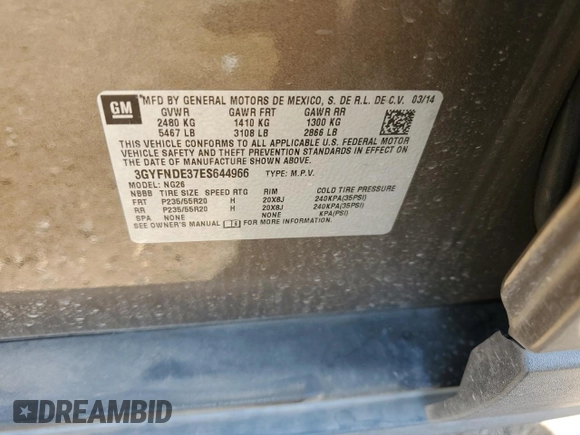 GM
MFD BY GENERAL MOTORS DE MEXICO, S. DE R.L. DE C.V. 03/14
GVWR GAWR FRT GAWR RR
2480 KG 1410 KG 1300 KG
5467 LB 3108 LB 2866 LB
THIS VEHICLE CONFORMS TO ALL APPLICABLE U.S. FEDERAL MOTOR
VEHICLE SAFETY AND THEFT PREVENTION STANDARDS IN EFFECT ON THE
DATE OF MANUFACTURE SHOWN ABOVE.
3GYFNDE37ES644966 TYPE: M.P.V.
MODEL: NG26
NBBB TIRE SIZE SPEED RTG RIM COLD TIRE PRESSURE
FRT P235/55R20 H 20X8J 240KPA(35PSI)
RR P235/55R20 H 20X8J 240KPA(35PSI)
SPA NONE NONE KPA(PSI)
SEE OWNER'S MANUAL FOR MORE INFORMATION.
DREAMBID